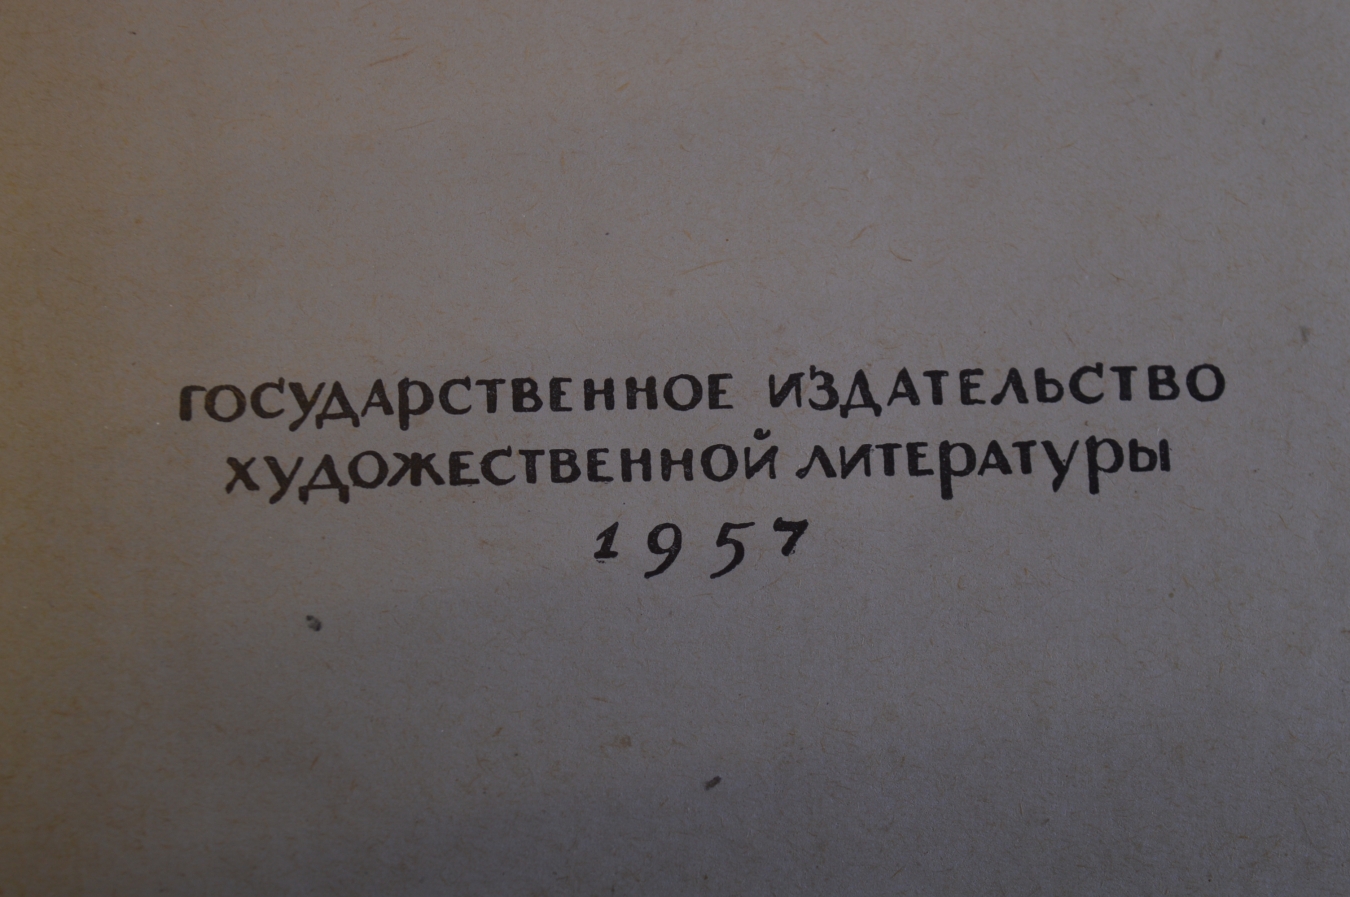 ГОСУДАРСТВЕННОЕ ИЗДАТЕЛЬСТВО
ХУДОЖЕСТВЕННОЙ ЛИТЕРАТУРЫ
1957